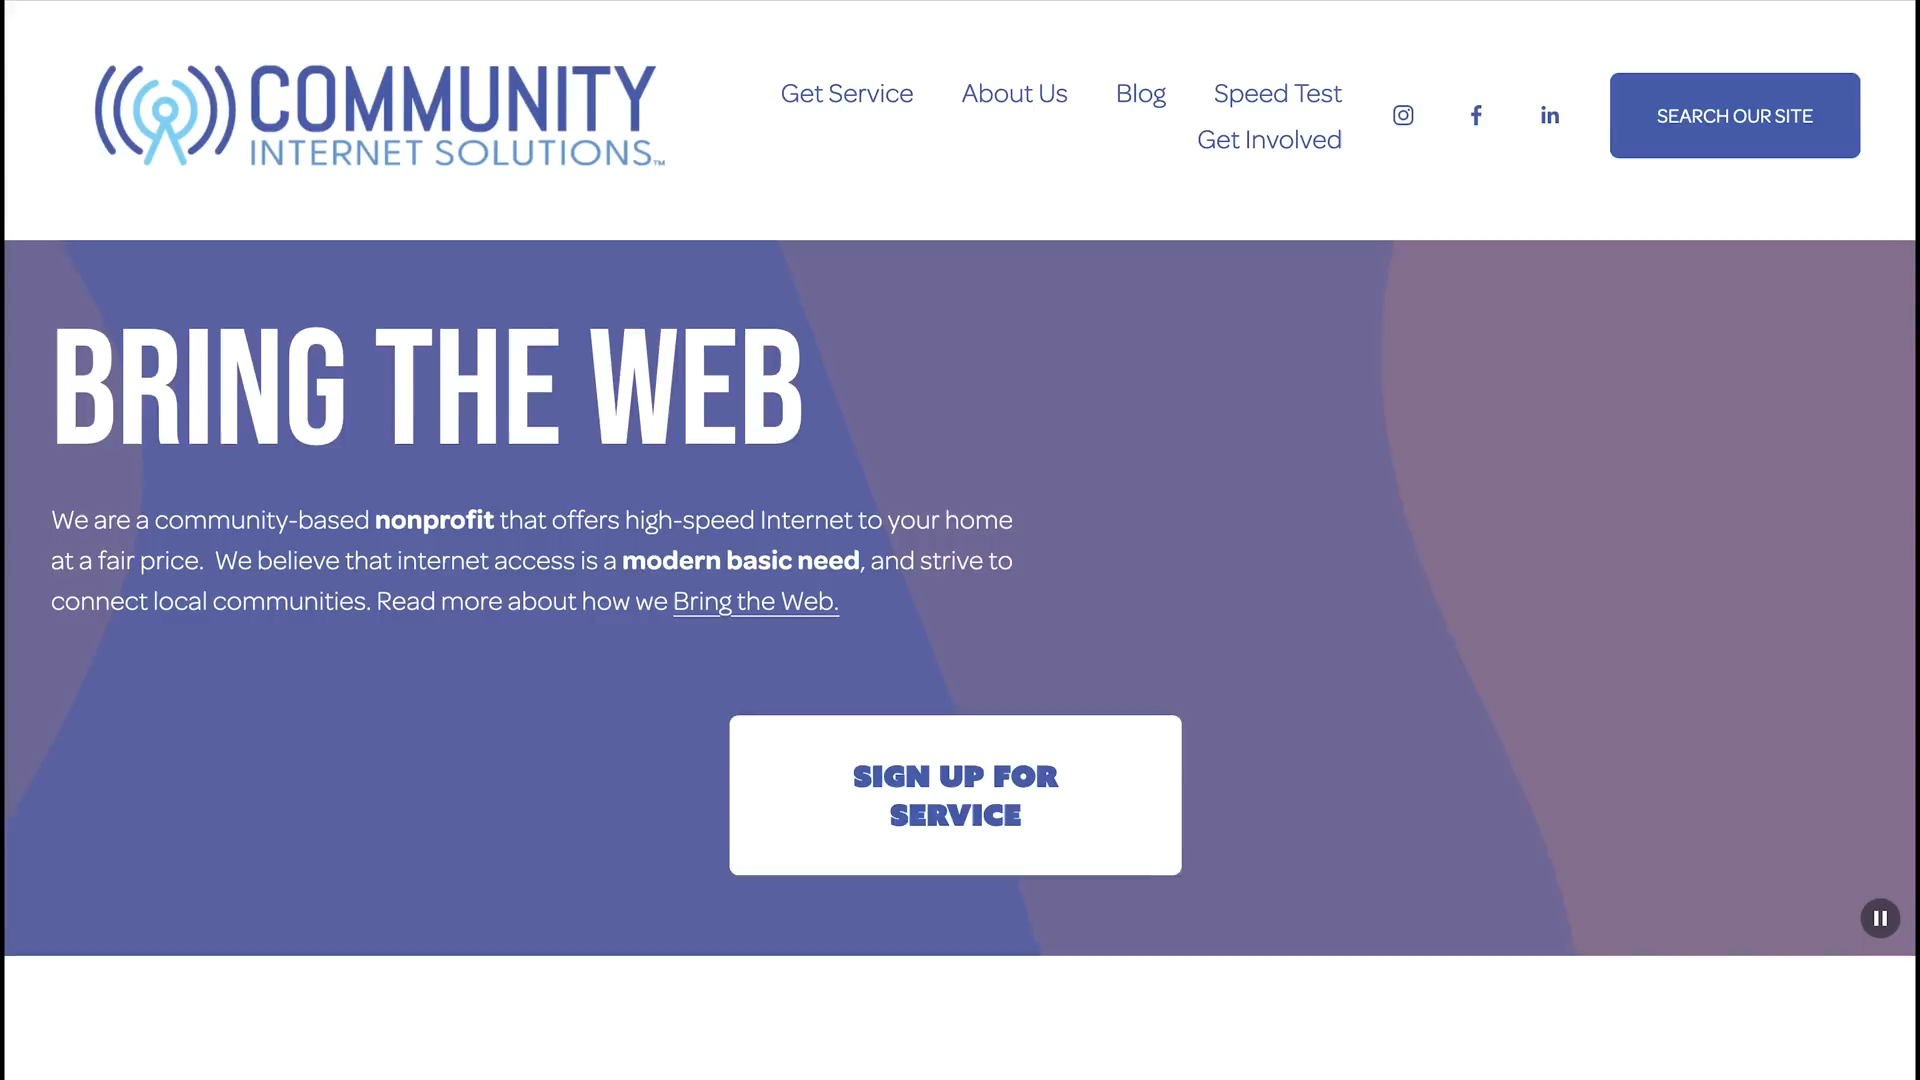 COMMUNITY
INTERNET SOLUTIONS™
Get Service About Us Blog Speed Test
Get Involved
SEARCH OUR SITE
BRING THE WEB
We are a community-based nonprofit that offers high-speed Internet to your home
at a fair price. We believe that internet access is a modern basic need, and strive to
connect local communities. Read more about how we Bring the Web.
SIGN UP FOR
SERVICE